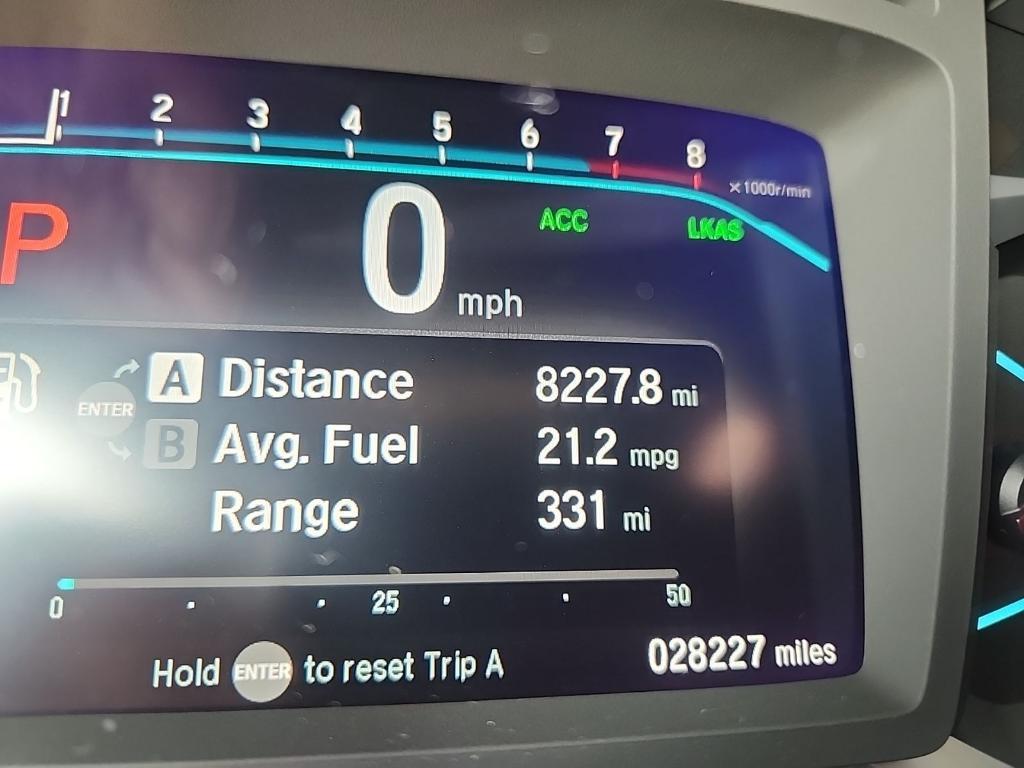 1 2 3 4 5 6 7 8
x1000r/min
P 0 mph ACC LKAS
A Distance 8227.8 mi
ENTER
B Avg. Fuel 21.2 mpg
Range 331 mi
0 25 50
Hold ENTER to reset Trip A
028227 miles